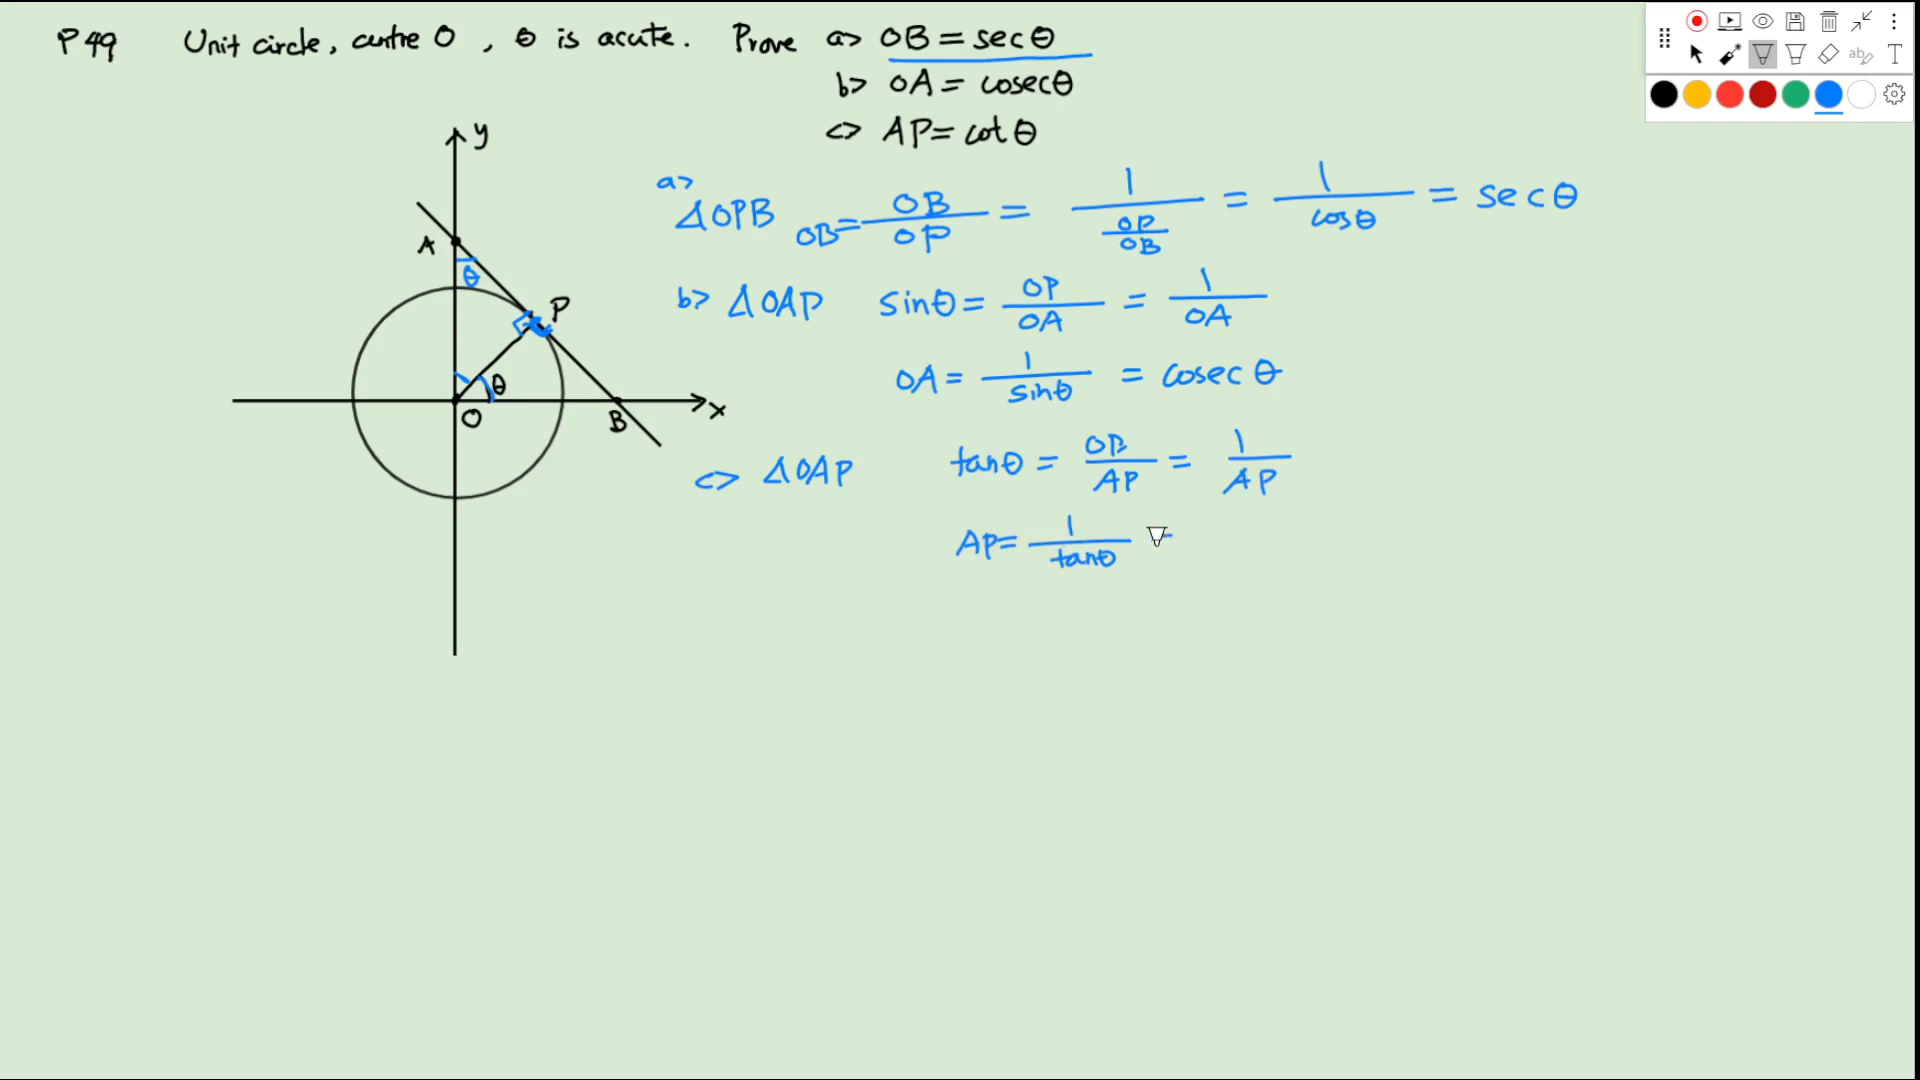 P49 Unit circle, centre O, θ is acute. Prove a> OB = secθ
b> OA = cosecθ
c> AP = cotθ
y
A
θ
P
θ
O
B
x
a>
ΔOPB OB = OB/OP = 1/(OP/OB) = 1/cosθ = secθ
b> ΔOAP sinθ = OP/OA = 1/OA
OA = 1/sinθ = cosecθ
c> ΔOAP tanθ = OP/AP = 1/AP
AP = 1/tanθ =
ab
T